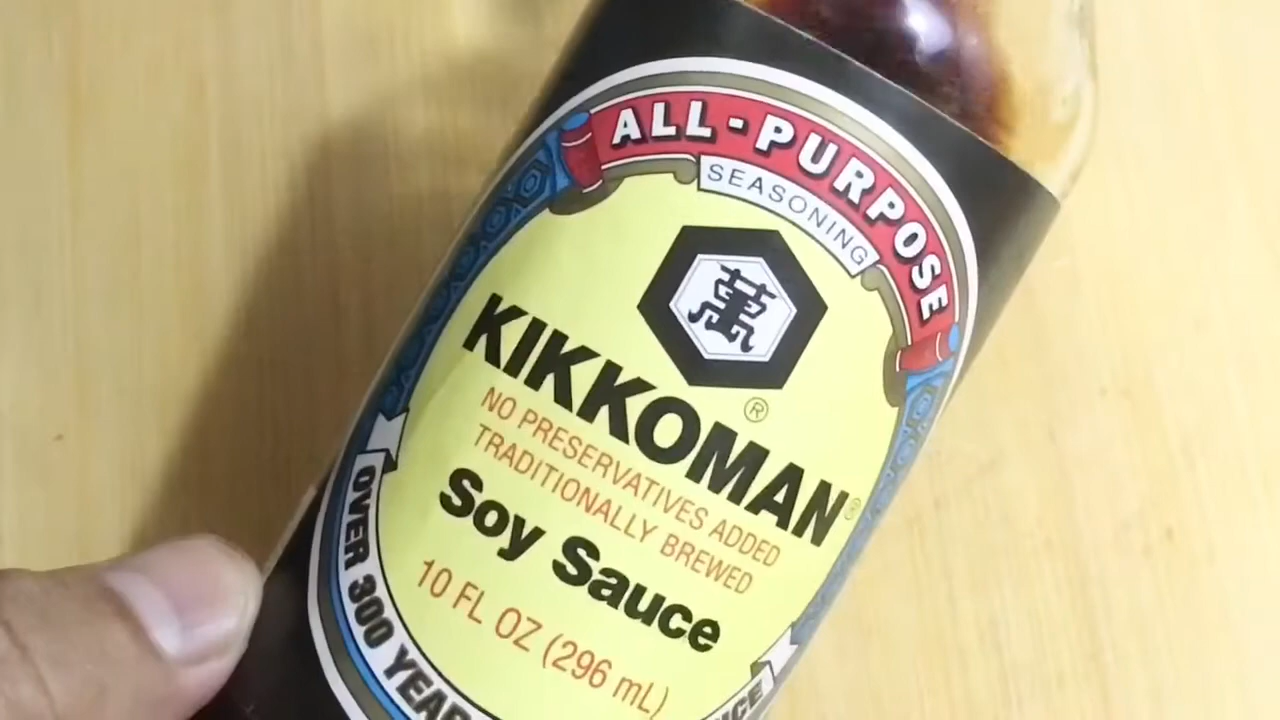 ALL-PURPOSE
SEASONING
萬
®
KIKKOMAN®
NO PRESERVATIVES ADDED
TRADITIONALLY BREWED
Soy Sauce
10 FL OZ (296 mL)
OVER 300 YEAR